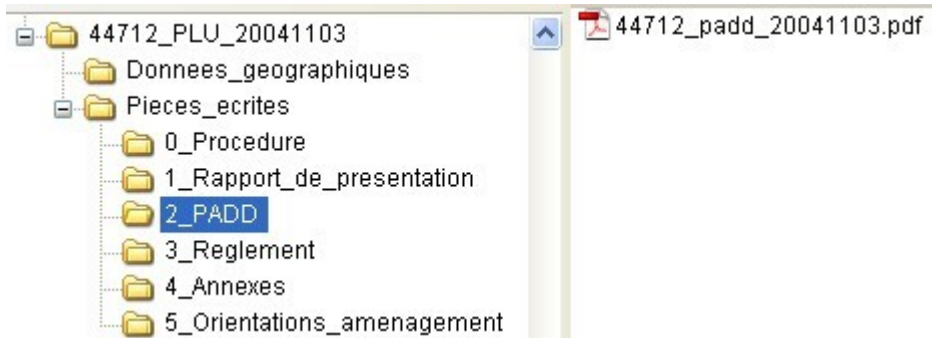 44712_PLU_20041103
Donnees_geographiques
Pieces_ecrites
0_Procedure
1_Rapport_de_presentation
2_PADD
3_Reglement
4_Annexes
5_Orientations_amenagement
44712_padd_20041103.pdf